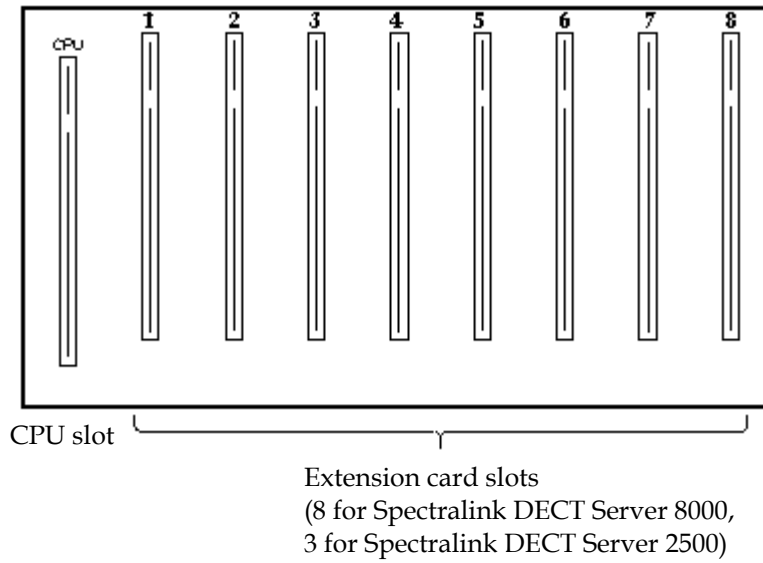 CPU 1 2 3 4 5 6 7 8
CPU slot
Extension card slots
(8 for Spectralink DECT Server 8000,
3 for Spectralink DECT Server 2500)